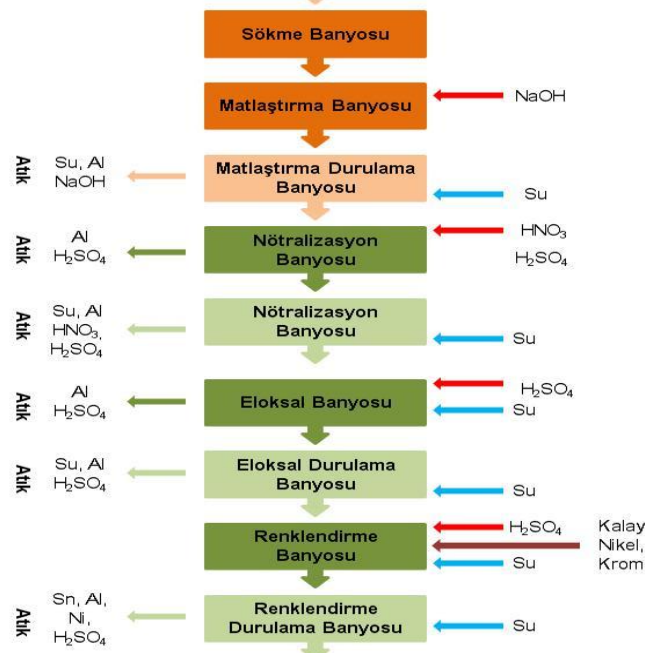 Sökme Banyosu
Matlaştırma Banyosu
NaOH
Atık
Su, Al
NaOH
Matlaştırma Durulama
Banyosu
Su
Atık
Al
H₂SO₄
Nötralizasyon
Banyosu
HNO₃
H₂SO₄
Atık
Su, Al
HNO₃,
H₂SO₄
Nötralizasyon
Banyosu
Su
Atık
Al
H₂SO₄
Eloksal Banyosu
H₂SO₄
Su
Atık
Su, Al
H₂SO₄
Eloksal Durulama
Banyosu
Su
Renklendirme
Banyosu
H₂SO₄
Su
Kalay
Nikel,
Krom
Atık
Sn, Al,
Ni,
H₂SO₄
Renklendirme
Durulama Banyosu
Su